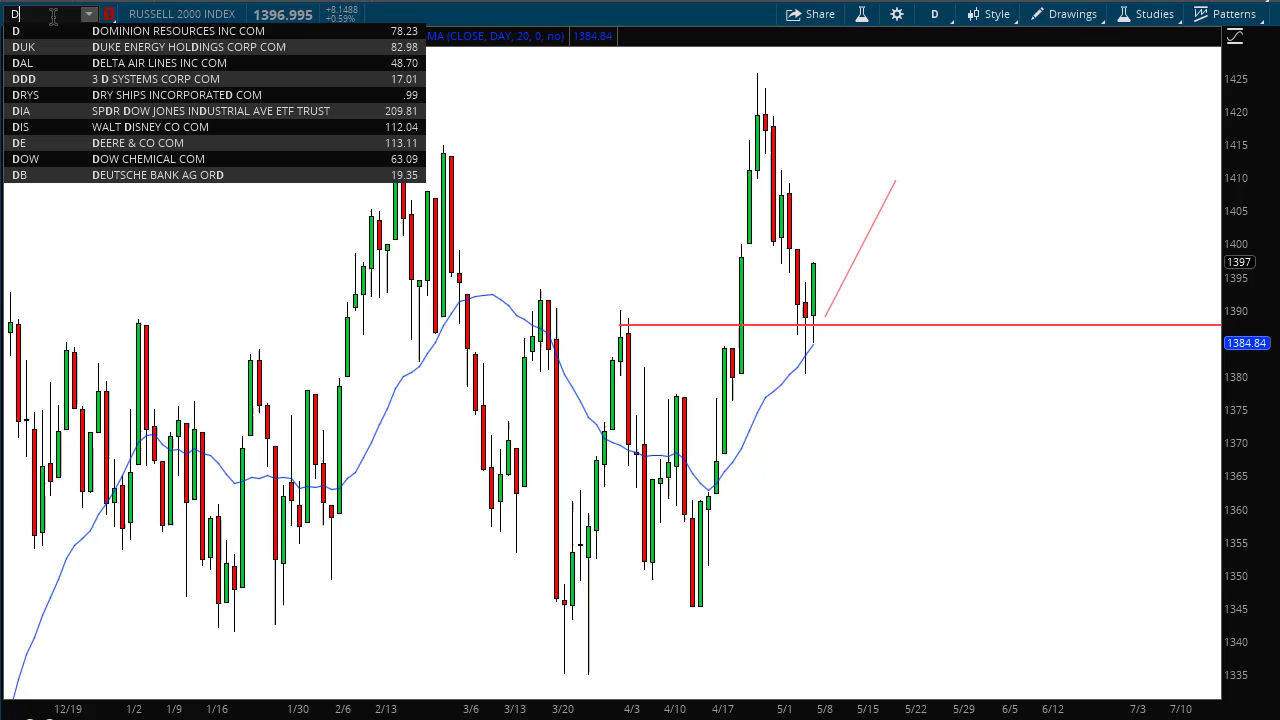 D RUSSELL 2000 INDEX 1396.995 +8.1488 +0.59% Share D Style Drawings Studies Patterns
D DOMINION RESOURCES INC COM 78.23
DUK DUKE ENERGY HOLDINGS CORP COM 82.98
DAL DELTA AIR LINES INC COM 48.70
DDD 3 D SYSTEMS CORP COM 17.01
DRYS DRY SHIPS INCORPORATED COM .99
DIA SPDR DOW JONES INDUSTRIAL AVE ETF TRUST 209.81
DIS WALT DISNEY CO COM 112.04
DE DEERE & CO COM 113.11
DOW DOW CHEMICAL COM 63.09
DB DEUTSCHE BANK AG ORD 19.35
MA (CLOSE, DAY, 20, 0, no) 1384.84
1425
1420
1415
1410
1405
1400
1397
1395
1390
1384.84
1380
1375
1370
1365
1360
1355
1350
1345
1340
1335
12/19 1/2 1/9 1/16 1/30 2/6 2/13 3/6 3/13 3/20 4/3 4/10 4/17 5/1 5/8 5/15 5/22 5/29 6/5 6/12 7/3 7/10